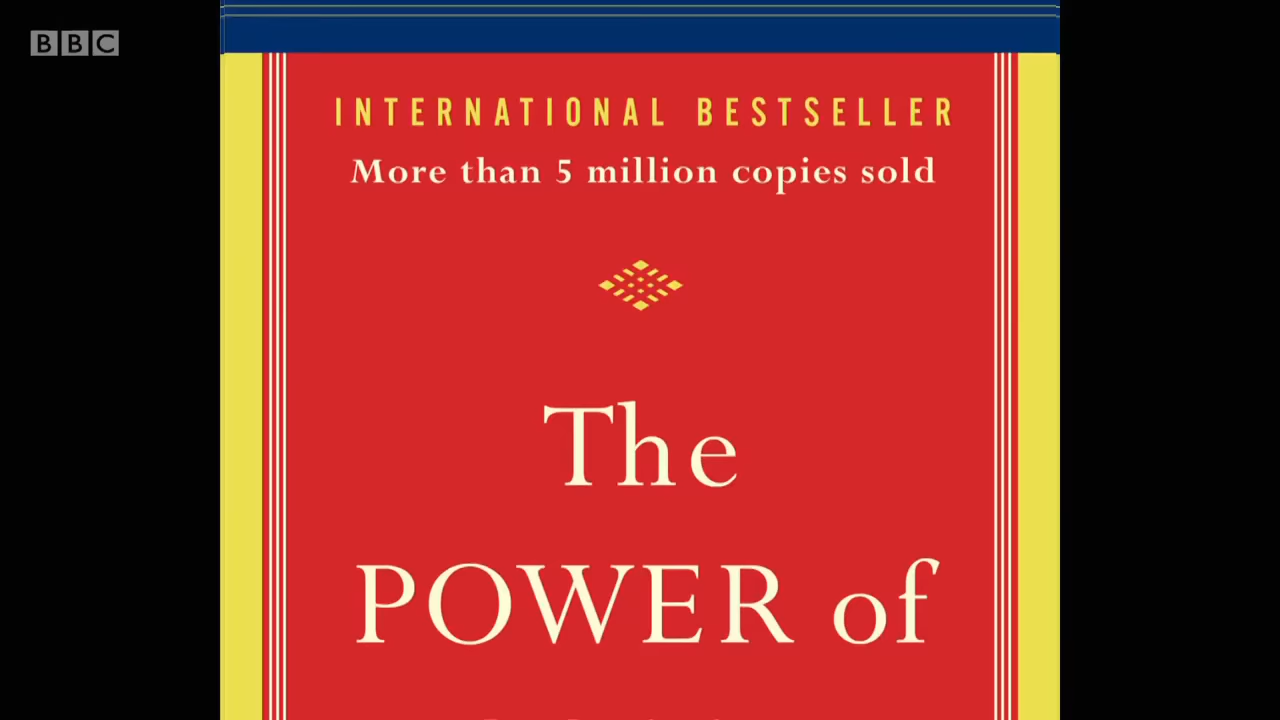 BBC
INTERNATIONAL BESTSELLER
More than 5 million copies sold
The
POWER of